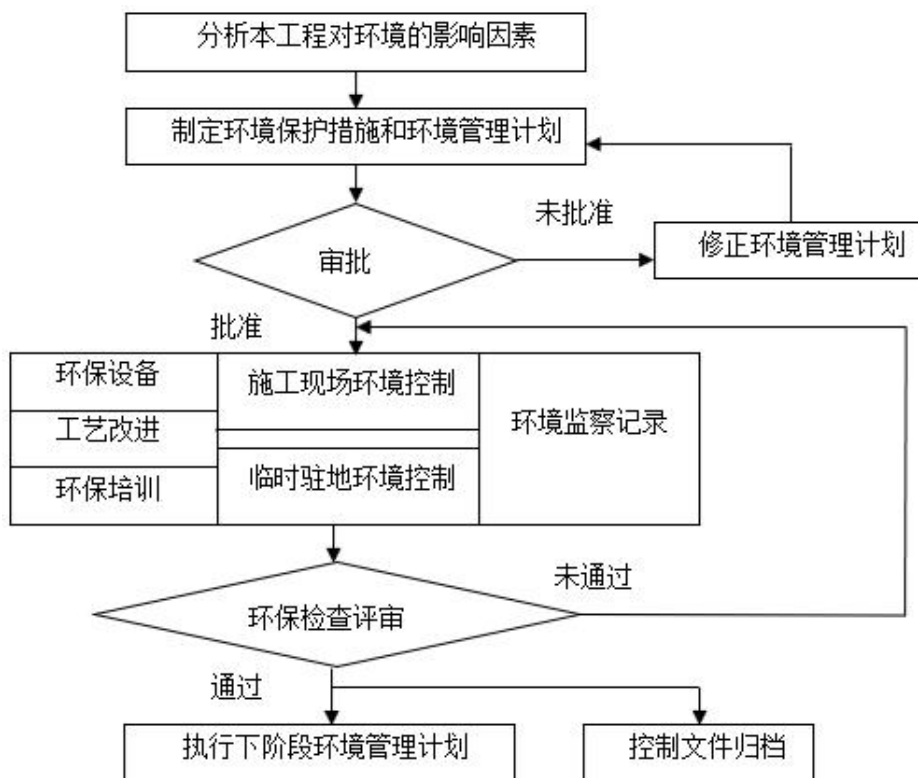 分析本工程对环境的影响因素
制定环境保护措施和环境管理计划
未批准
审批
修正环境管理计划
批准
环保设备
施工现场环境控制
环境监察记录
工艺改进
临时驻地环境控制
环保培训
未通过
环保检查评审
通过
执行下阶段环境管理计划
控制文件归档